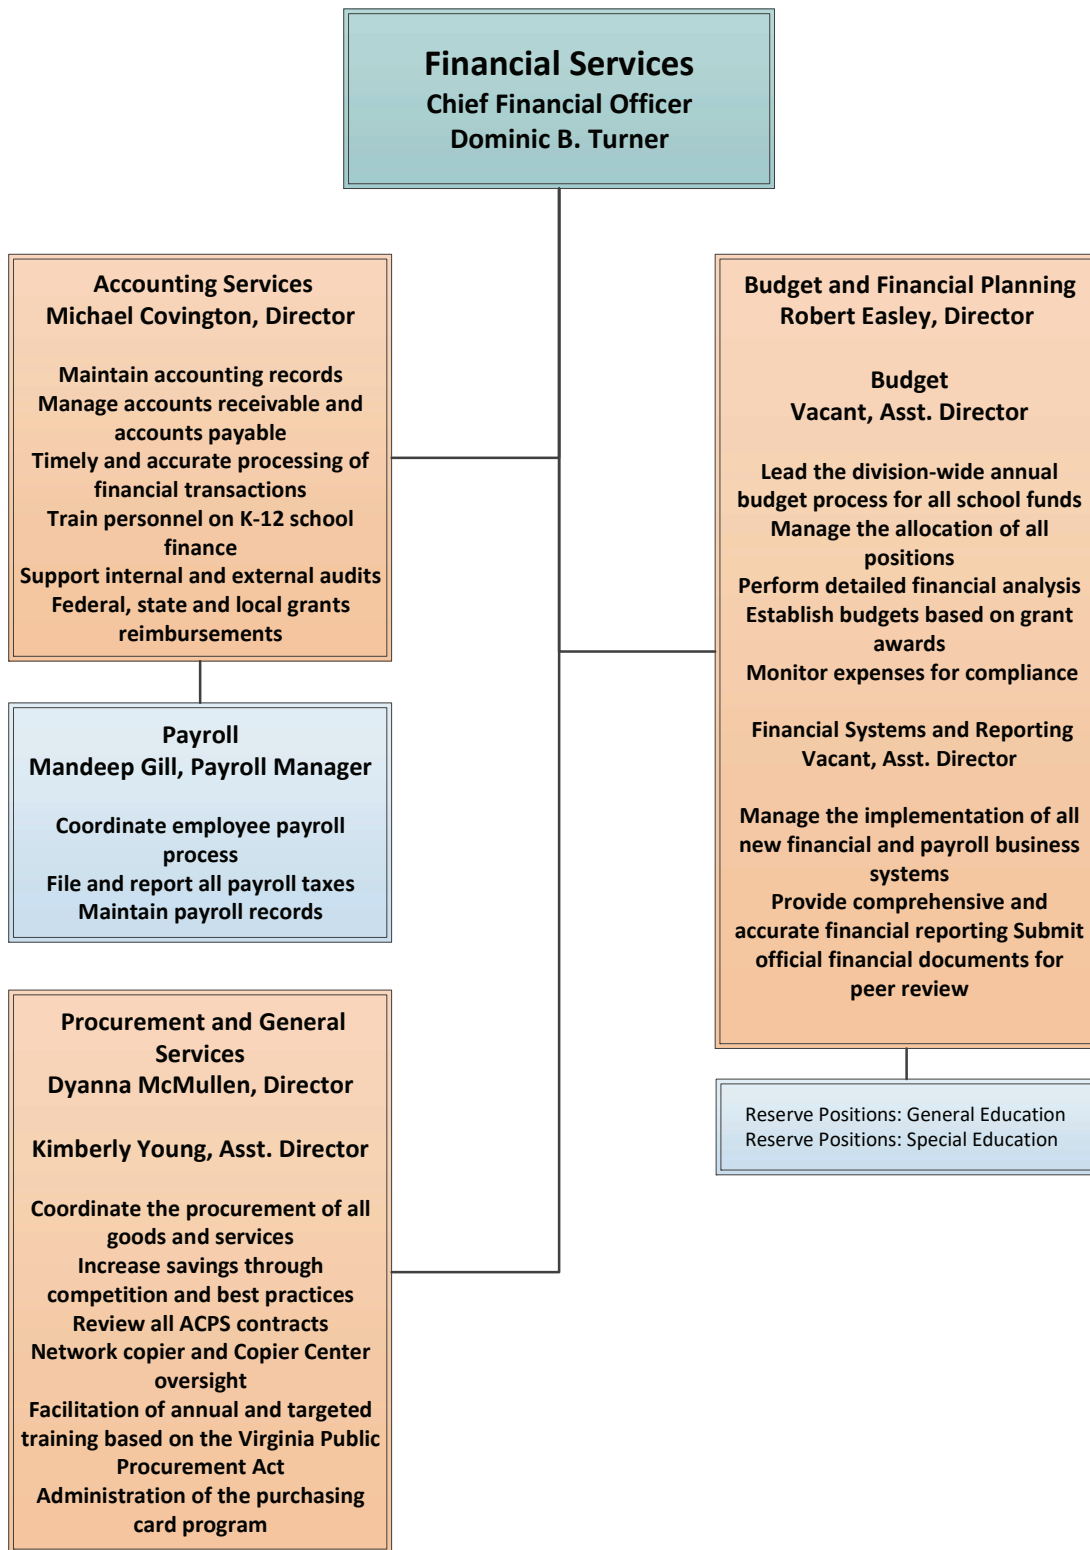 Financial Services
Chief Financial Officer
Dominic B. Turner
Accounting Services
Michael Covington, Director
Maintain accounting records
Manage accounts receivable and
accounts payable
Timely and accurate processing of
financial transactions
Train personnel on K-12 school
finance
Support internal and external audits
Federal, state and local grants
reimbursements
Payroll
Mandeep Gill, Payroll Manager
Coordinate employee payroll
process
File and report all payroll taxes
Maintain payroll records
Procurement and General
Services
Dyanna McMullen, Director
Kimberly Young, Asst. Director
Coordinate the procurement of all
goods and services
Increase savings through
competition and best practices
Review all ACPS contracts
Network copier and Copier Center
oversight
Facilitation of annual and targeted
training based on the Virginia Public
Procurement Act
Administration of the purchasing
card program
Budget and Financial Planning
Robert Easley, Director
Budget
Vacant, Asst. Director
Lead the division-wide annual
budget process for all school funds
Manage the allocation of all
positions
Perform detailed financial analysis
Establish budgets based on grant
awards
Monitor expenses for compliance
Financial Systems and Reporting
Vacant, Asst. Director
Manage the implementation of all
new financial and payroll business
systems
Provide comprehensive and
accurate financial reporting Submit
official financial documents for
peer review
Reserve Positions: General Education
Reserve Positions: Special Education